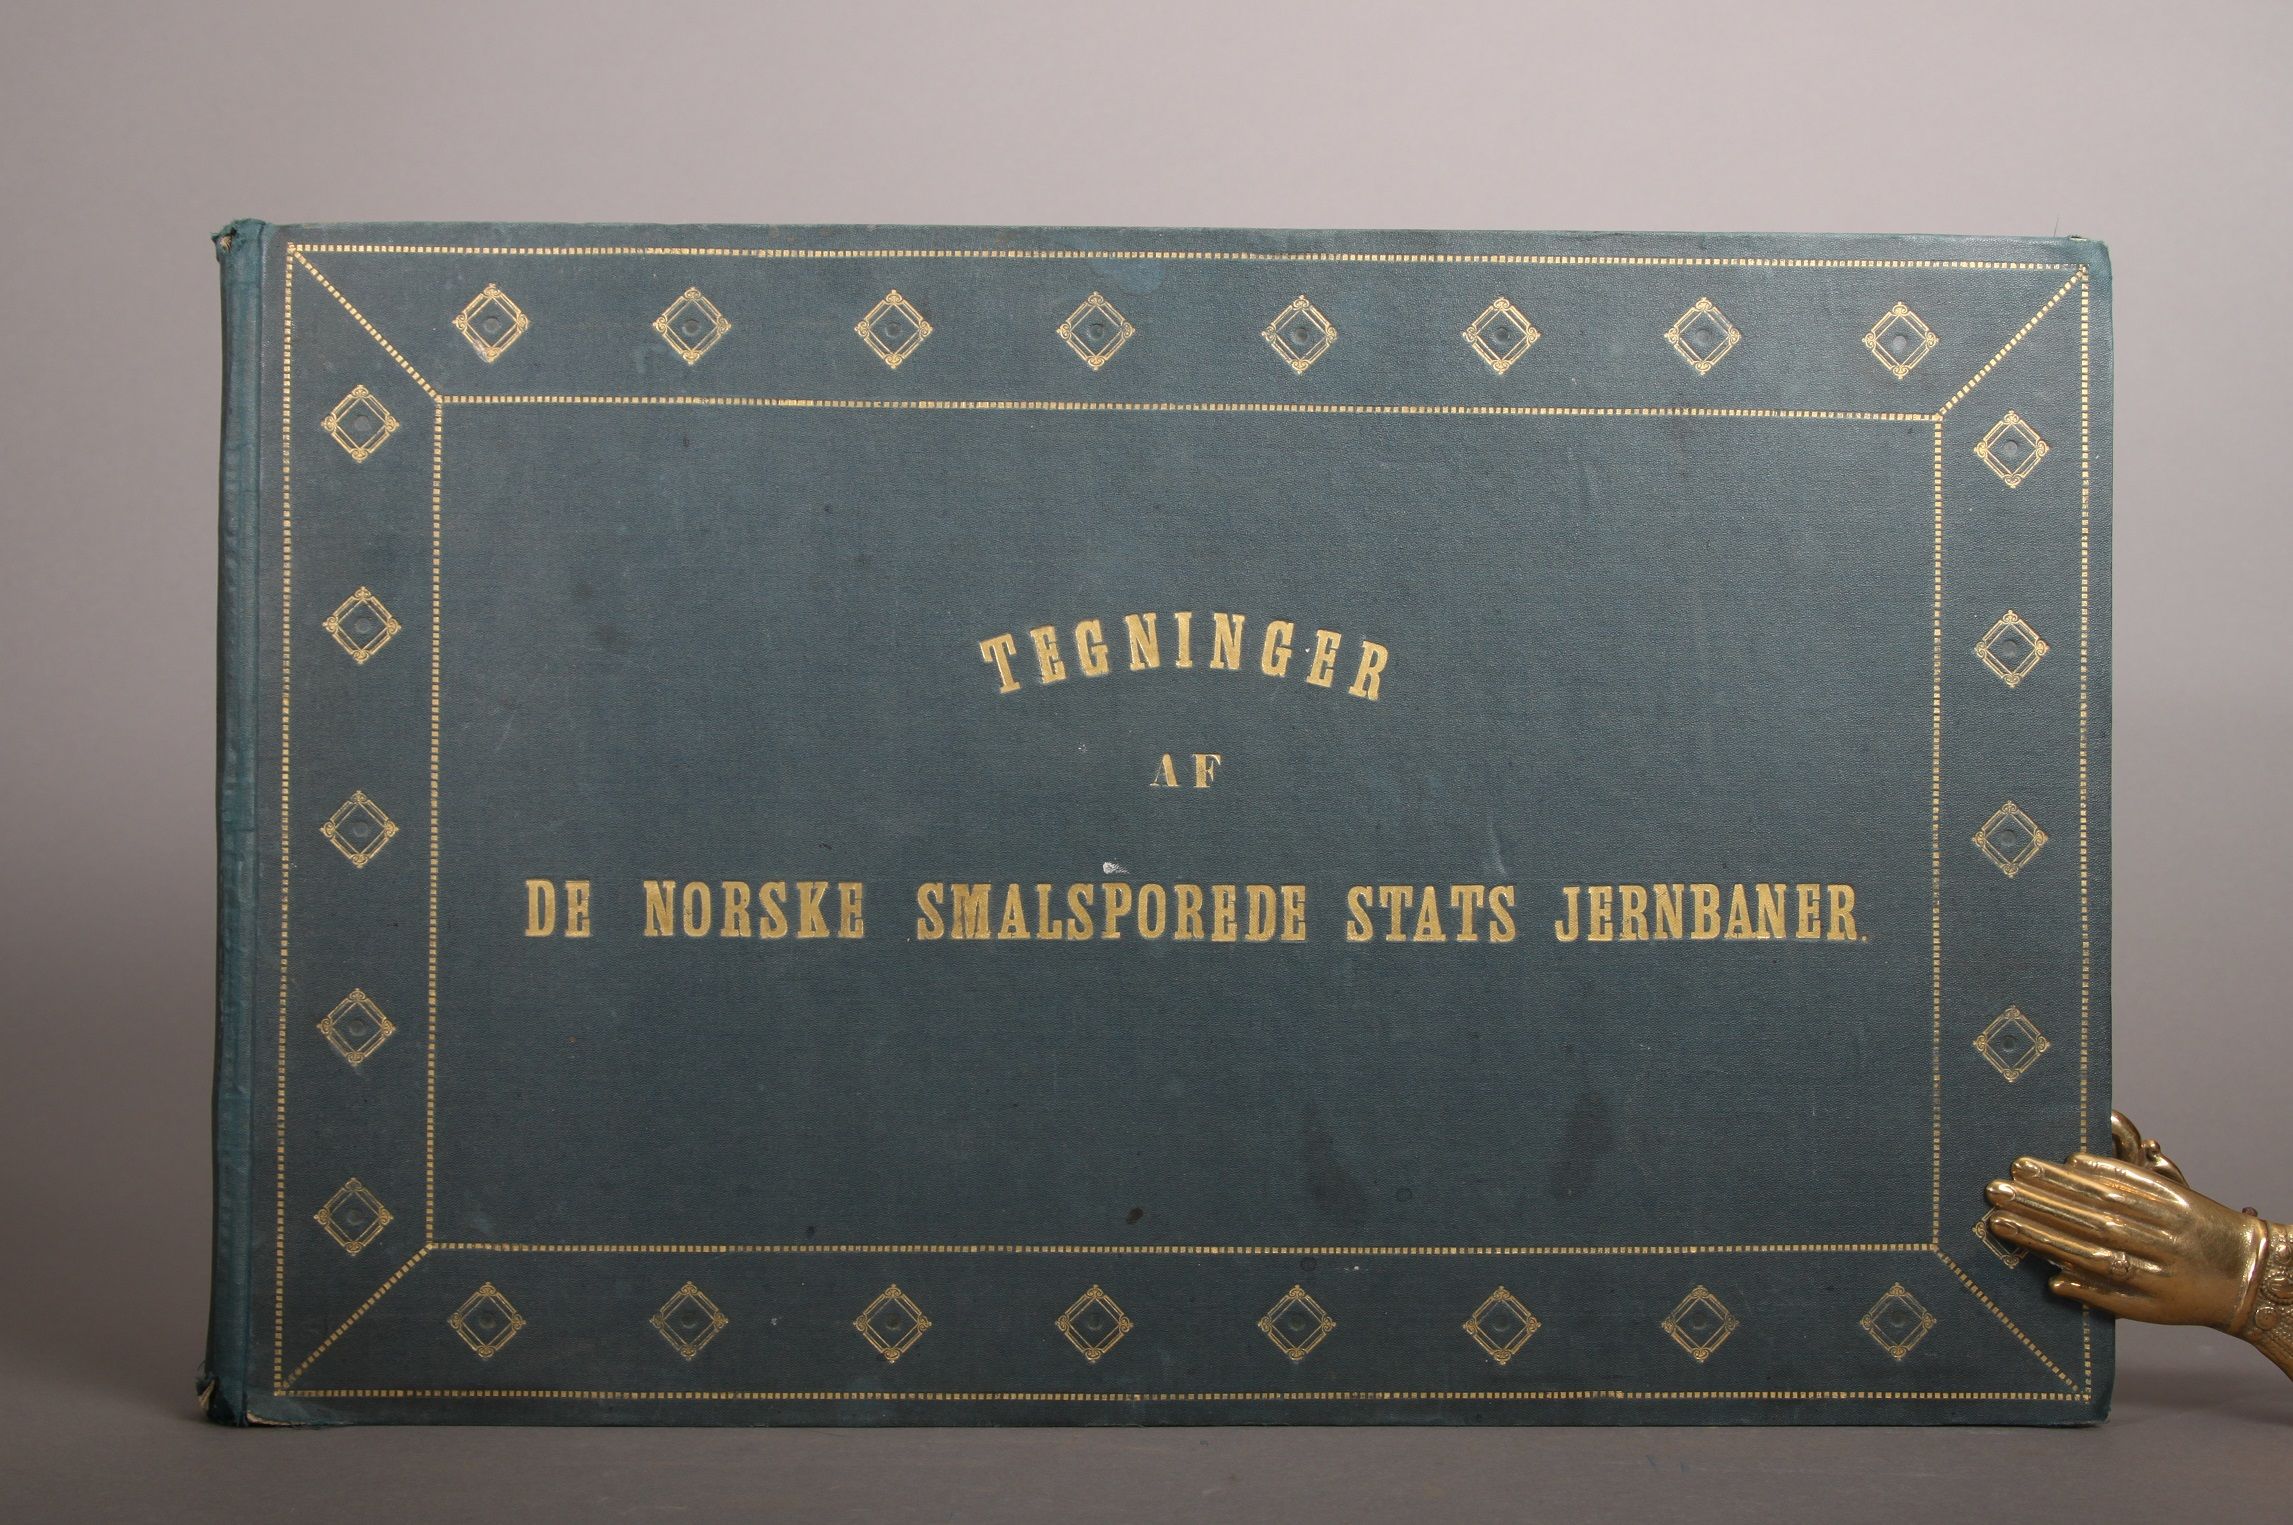 TEGNINGER
AF
DE NORSKE SMALSPOREDE STATS JERNBANER.